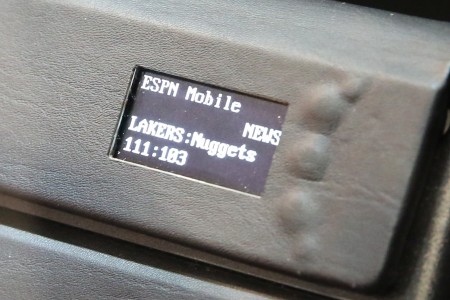 ESPN Mobile
NEWS
LAKERS:Nuggets
111:103